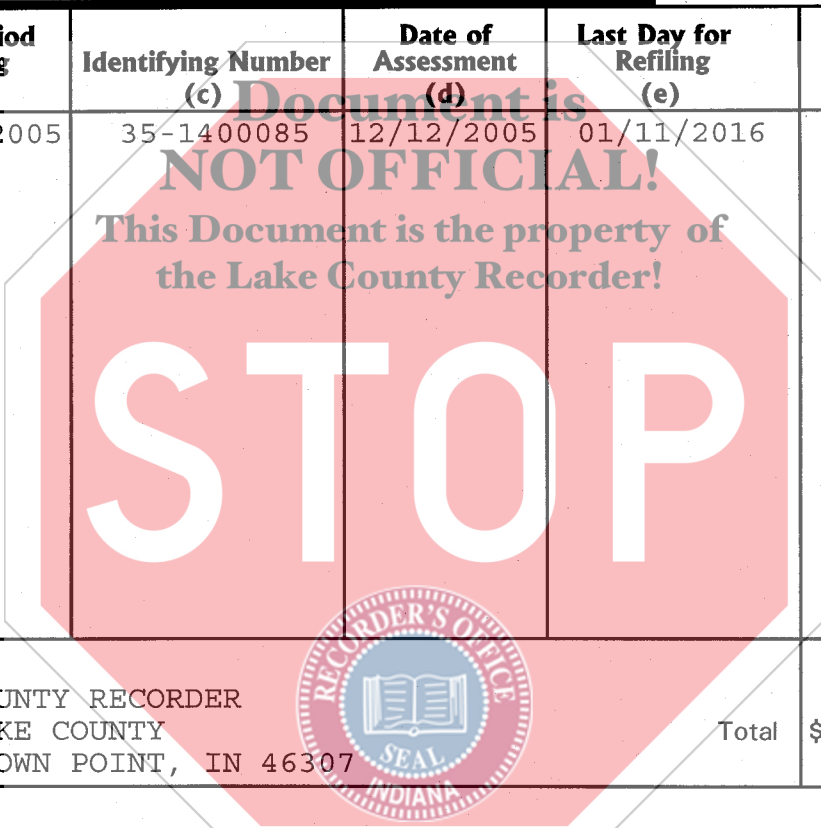 iod
Identifying Number
(c)
Date of
Assessment
(d)
Last Day for
Refiling
(e)
2005 35-1400085 12/12/2005 01/11/2016
Document is
NOT OFFICIAL!
This Document is the property of
the Lake County Recorder!
STOP
RECORDER'S OFFICE
SEAL
INDIANA
UNTY RECORDER
KE COUNTY
OWN POINT, IN 46307
Total $